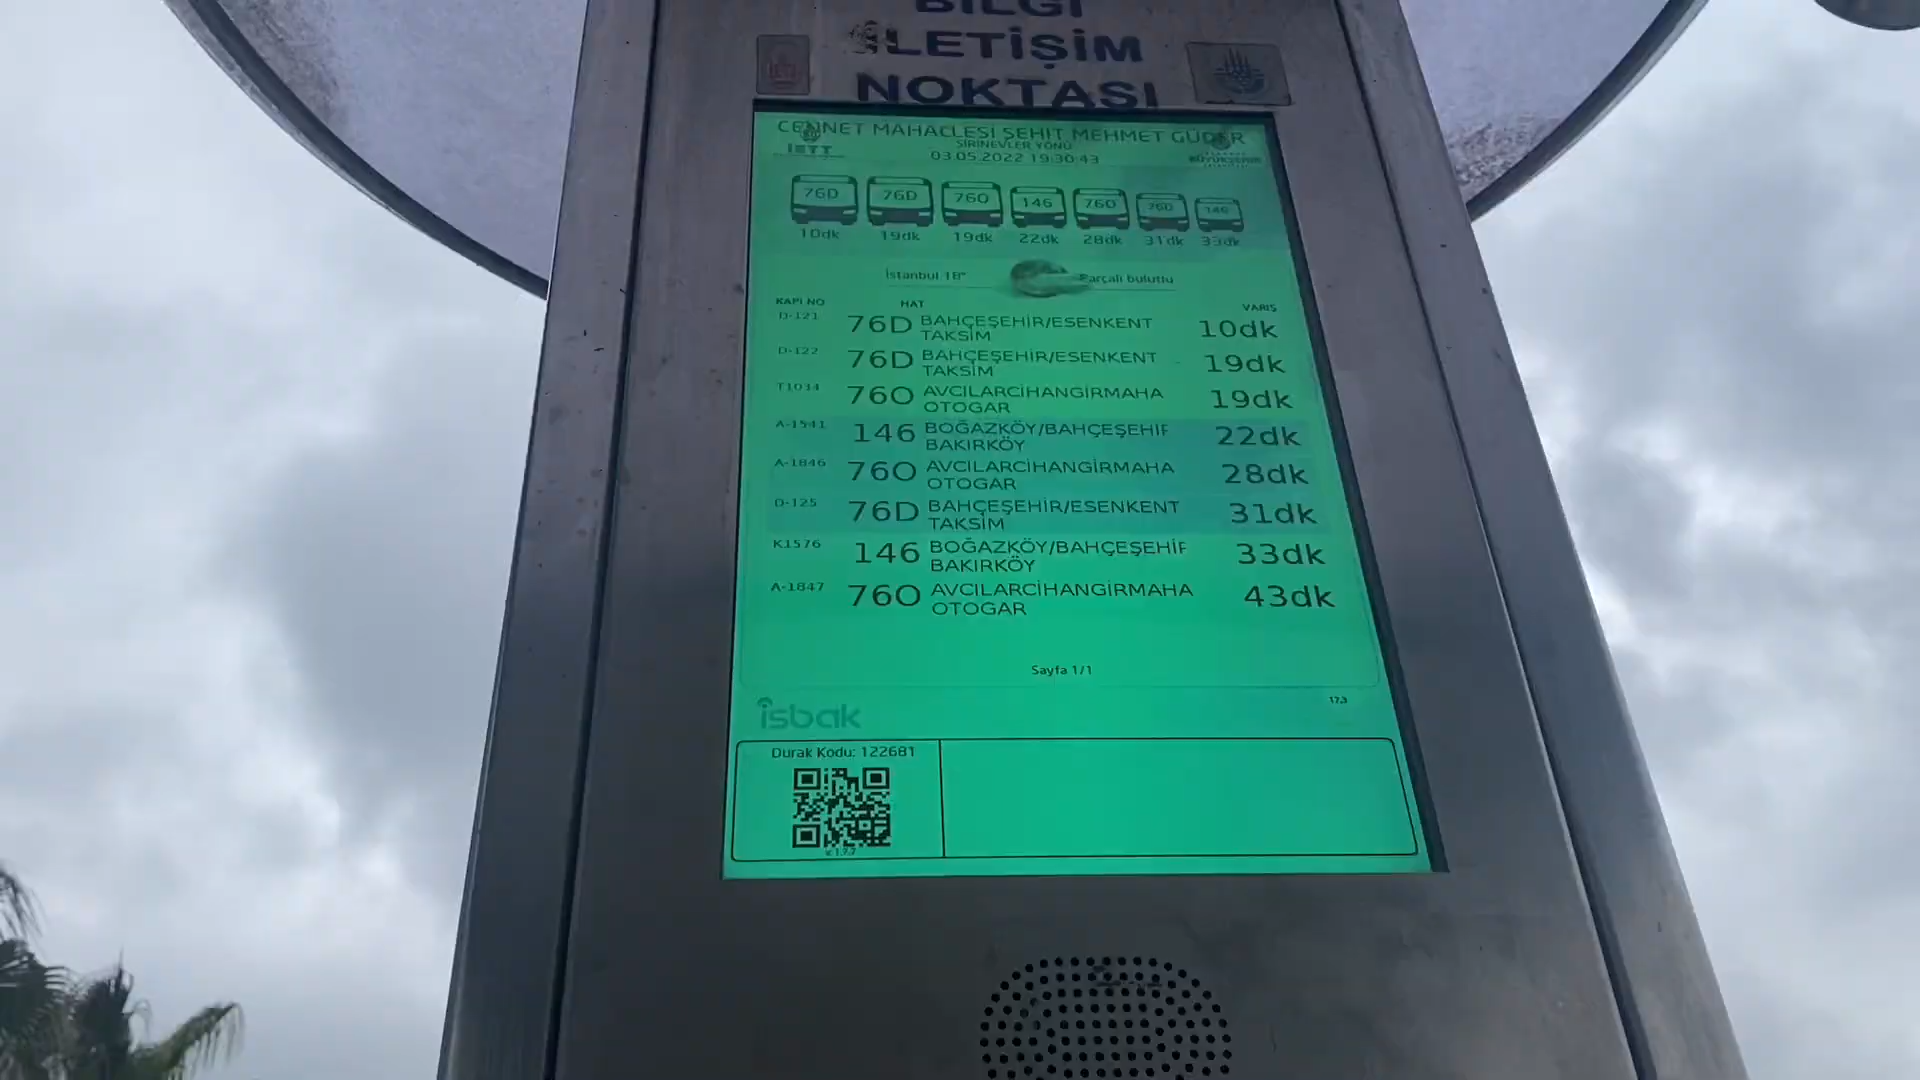 BİLGİ
İLETİŞİM
NOKTASI
CENNET MAHALLESİ ŞEHİT MEHMET GÜDER
İETT
ŞİRİNEVLER YÖNÜ
03.05.2022 19:30:43
BÜYÜKŞEHİR
76D 76D 76O 146 76O 76D 146
10dk 19dk 19dk 22dk 28dk 31dk 33dk
İstanbul 18° Parçalı bulutlu
KAPI NO HAT VARIŞ
D-121 76D BAHÇEŞEHİR/ESENKENT 10dk
TAKSİM
D-122 76D BAHÇEŞEHİR/ESENKENT 19dk
TAKSİM
T1034 76O AVCILARCİHANGİRMAHA 19dk
OTOGAR
A-1541 146 BOĞAZKÖY/BAHÇEŞEHİR 22dk
BAKIRKÖY
A-1846 76O AVCILARCİHANGİRMAHA 28dk
OTOGAR
D-125 76D BAHÇEŞEHİR/ESENKENT 31dk
TAKSİM
K1576 146 BOĞAZKÖY/BAHÇEŞEHİR 33dk
BAKIRKÖY
A-1847 76O AVCILARCİHANGİRMAHA 43dk
OTOGAR
Sayfa 1/1
isbak
17.3
Durak Kodu: 122681
v. 1.9.7